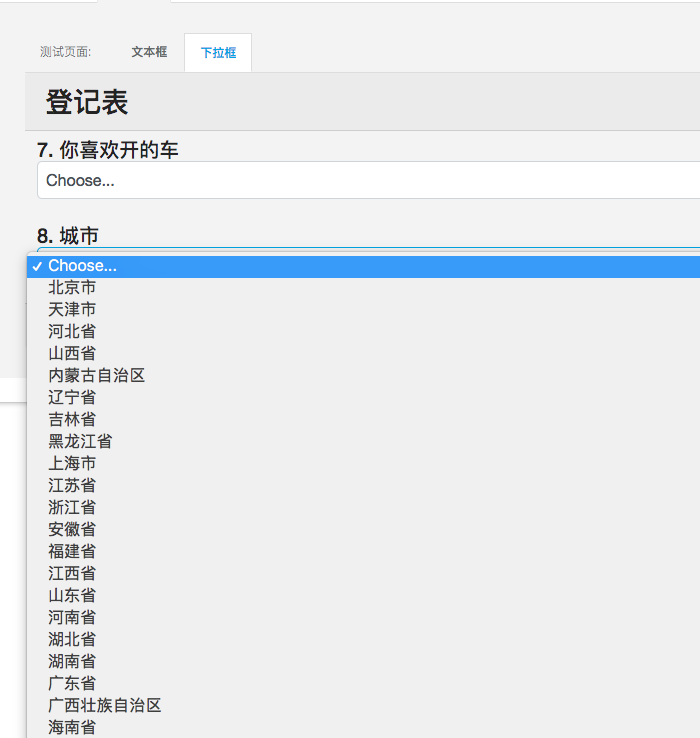 测试页面: 文本框 下拉框
登记表
7. 你喜欢开的车
Choose...
8. 城市
✓ Choose...
北京市
天津市
河北省
山西省
内蒙古自治区
辽宁省
吉林省
黑龙江省
上海市
江苏省
浙江省
安徽省
福建省
江西省
山东省
河南省
湖北省
湖南省
广东省
广西壮族自治区
海南省